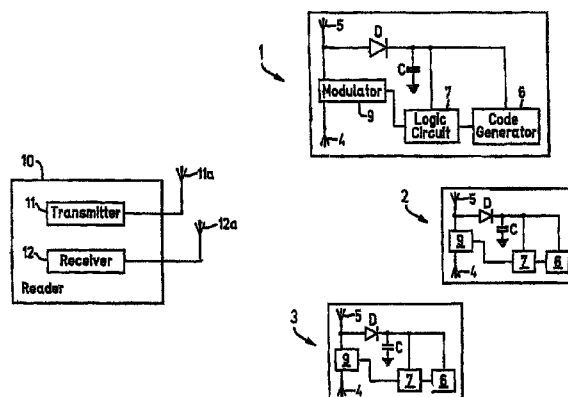 1
5
D
C
Modulator
9
4
7
Logic
Circuit
6
Code
Generator
10
11
Transmitter
11a
12
Receiver
12a
Reader
2
5
D
C
9
4
7
6
3
5
D
C
9
4
7
6